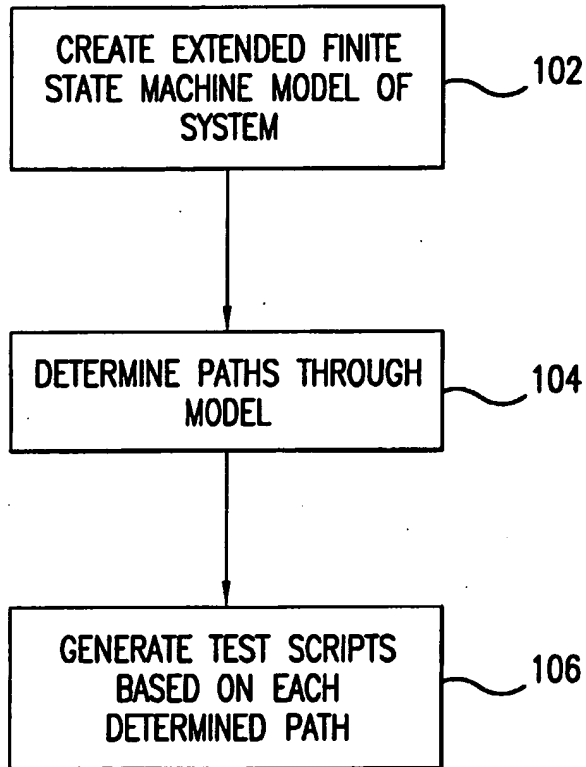 CREATE EXTENDED FINITE
STATE MACHINE MODEL OF
SYSTEM
102
DETERMINE PATHS THROUGH
MODEL
104
GENERATE TEST SCRIPTS
BASED ON EACH
DETERMINED PATH
106